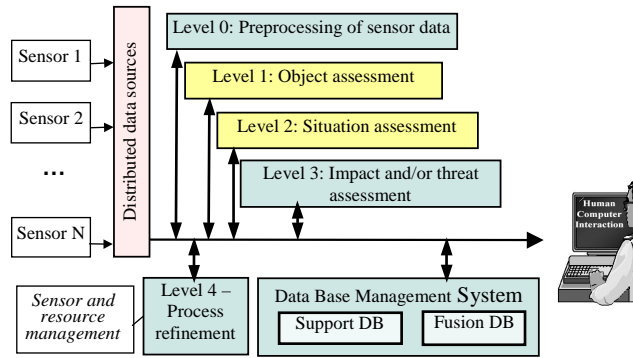 Level 0: Preprocessing of sensor data
Sensor 1
Level 1: Object assessment
Sensor 2
Level 2: Situation assessment
...
Level 3: Impact and/or threat
assessment
Distributed data sources
Sensor N
Human
Computer
Interaction
Sensor and
resource
management
Level 4 –
Process
refinement
Data Base Management System
Support DB
Fusion DB